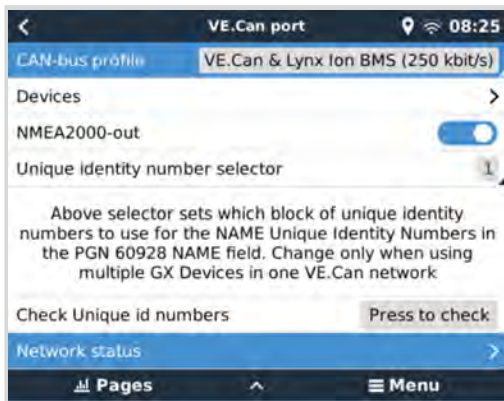 VE.Can port 08:25
CAN-bus profile VE.Can & Lynx Ion BMS (250 kbit/s)
Devices
NMEA2000-out
Unique identity number selector 1
Above selector sets which block of unique identity
numbers to use for the NAME Unique Identity Numbers in
the PGN 60928 NAME field. Change only when using
multiple GX Devices in one VE.Can network
Check Unique id numbers Press to check
Network status
Pages Menu